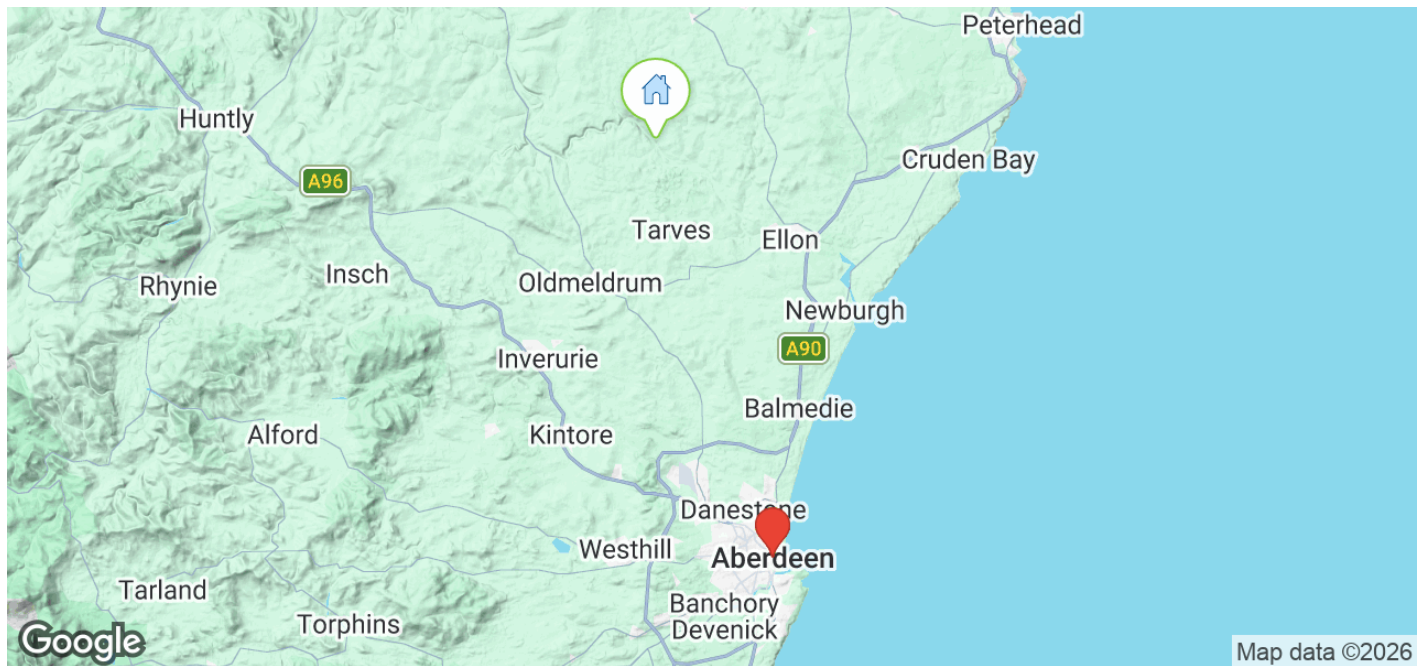 Peterhead
Huntly
Cruden Bay
A96
Tarves
Ellon
Insch
Oldmeldrum
Rhynie
Newburgh
A90
Inverurie
Balmedie
Alford
Kintore
Danestone
Westhill
Aberdeen
Tarland
Banchory
Devenick
Torphins
Google
Map data ©2026